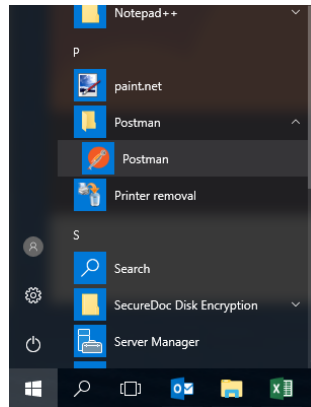 Notepad++
P
paint.net
Postman
Postman
Printer removal
S
Search
SecureDoc Disk Encryption
Server Manager